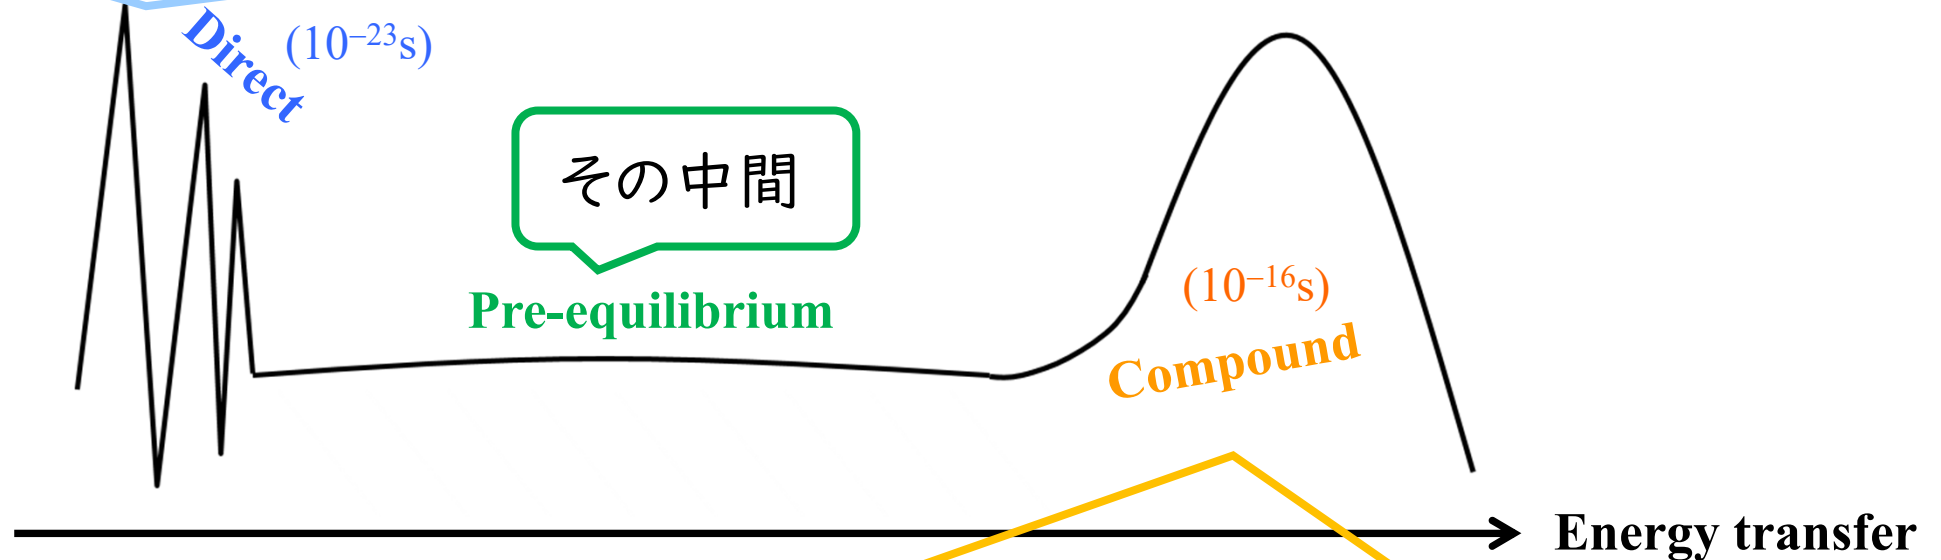 Direct
(10⁻²³s)
その中間
Pre-equilibrium
(10⁻¹⁶s)
Compound
Energy transfer